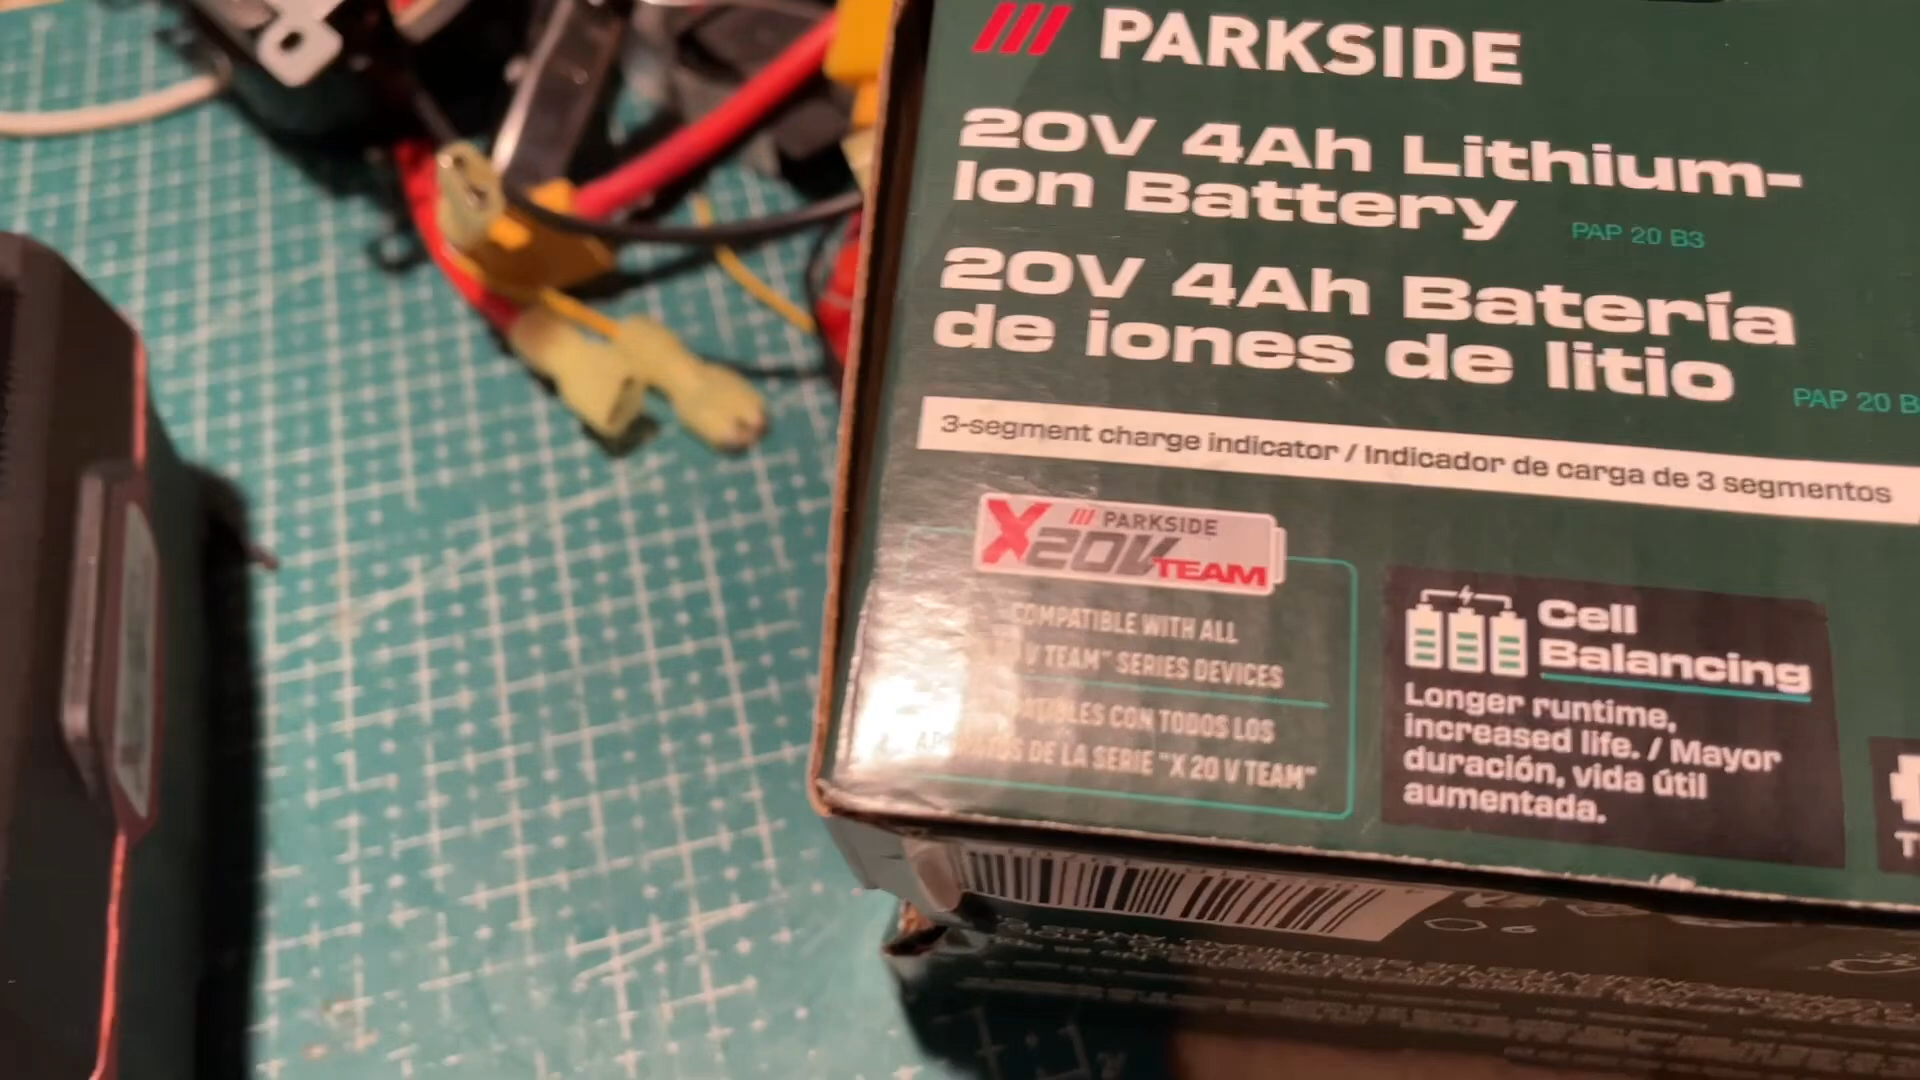 PARKSIDE
20V 4Ah Lithium-
Ion Battery
PAP 20 B3
20V 4Ah Batería
de iones de litio
PAP 20 B
3-segment charge indicator / Indicador de carga de 3 segmentos
PARKSIDE
X20V TEAM
COMPATIBLE WITH ALL
V TEAM" SERIES DEVICES
CON TODOS LOS
DE LA SERIE "X 20 V TEAM"
Cell
Balancing
Longer runtime,
increased life. / Mayor
duración, vida útil
aumentada.